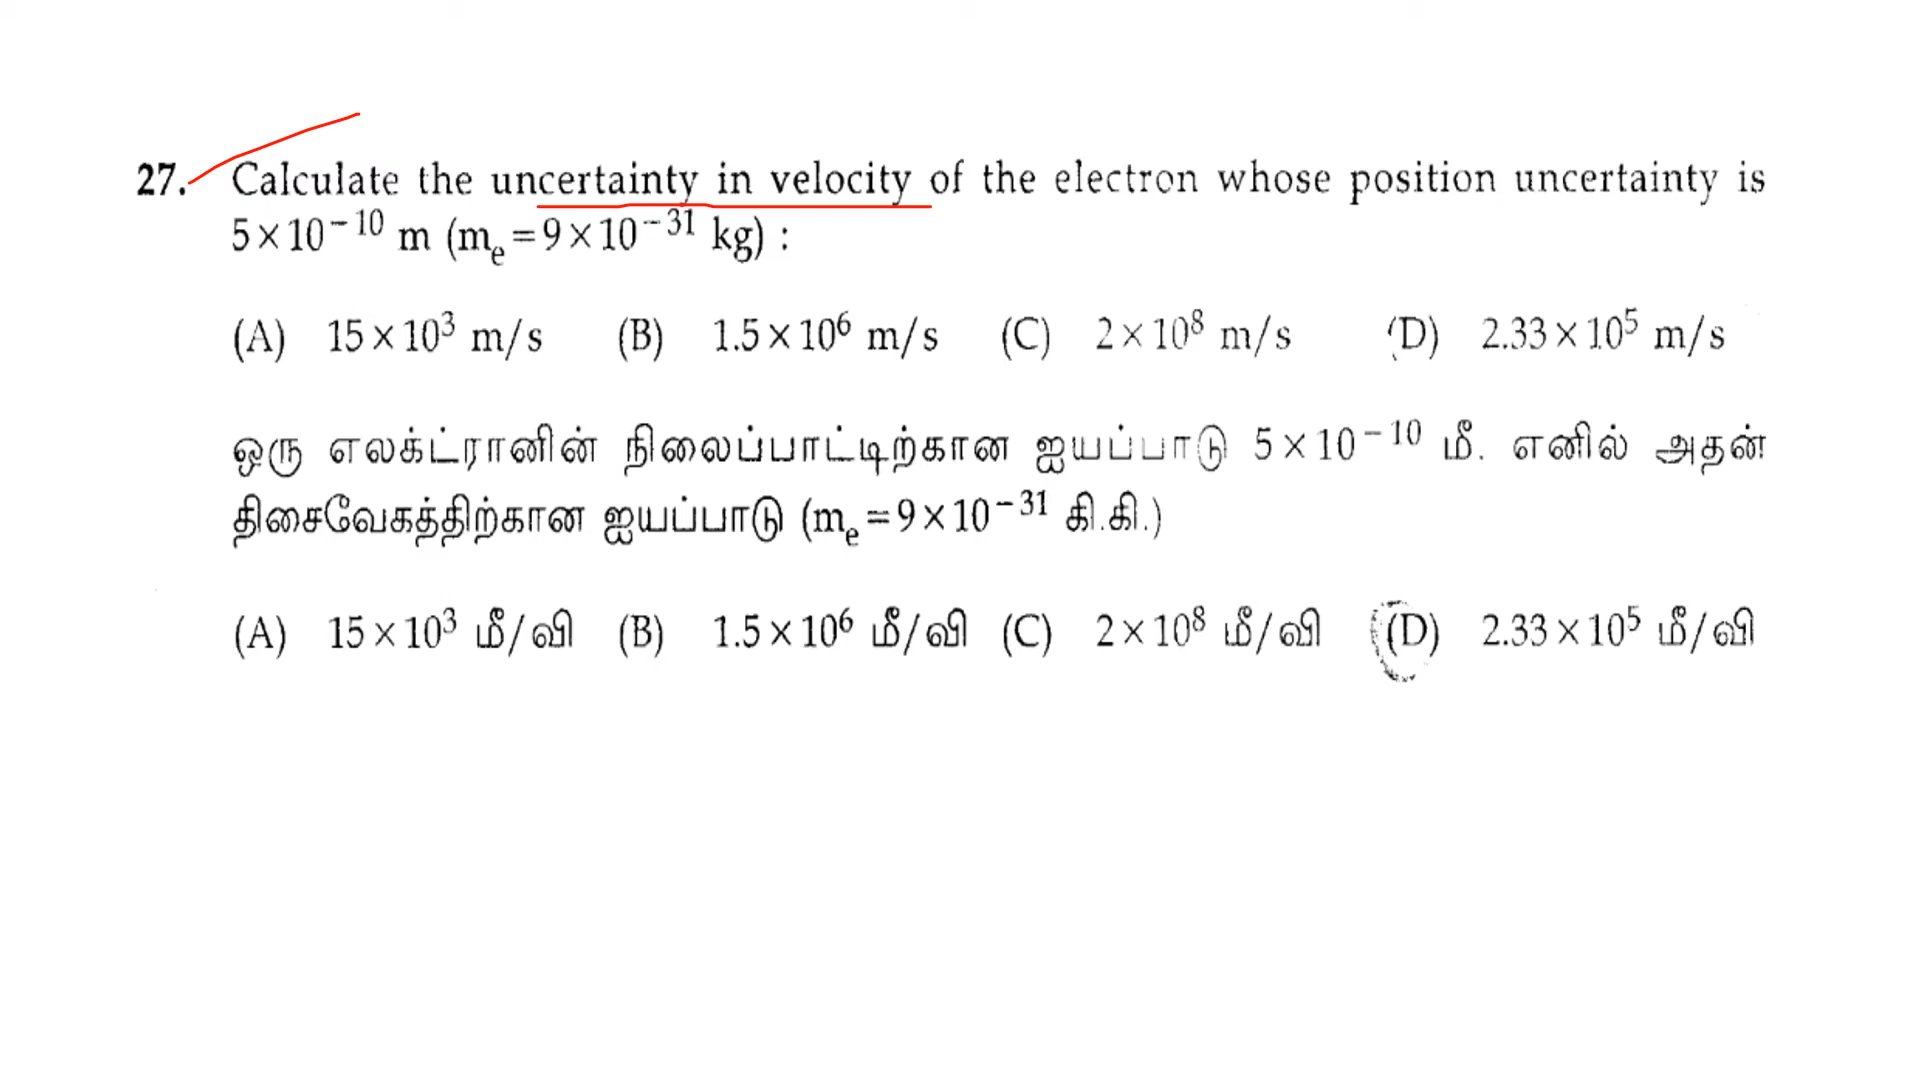 27. Calculate the uncertainty in velocity of the electron whose position uncertainty is
5×10⁻¹⁰ m (mₑ=9×10⁻³¹ kg) :
(A) 15×10³ m/s (B) 1.5×10⁶ m/s (C) 2×10⁸ m/s (D) 2.33×10⁵ m/s
ஒரு எலக்ட்ரானின் நிலைப்பாட்டிற்கான ஐயப்பாடு 5×10⁻¹⁰ மீ. எனில் அதன்
திசைவேகத்திற்கான ஐயப்பாடு (mₑ=9×10⁻³¹ கி.கி.)
(A) 15×10³ மீ/வி (B) 1.5×10⁶ மீ/வி (C) 2×10⁸ மீ/வி (D) 2.33×10⁵ மீ/வி